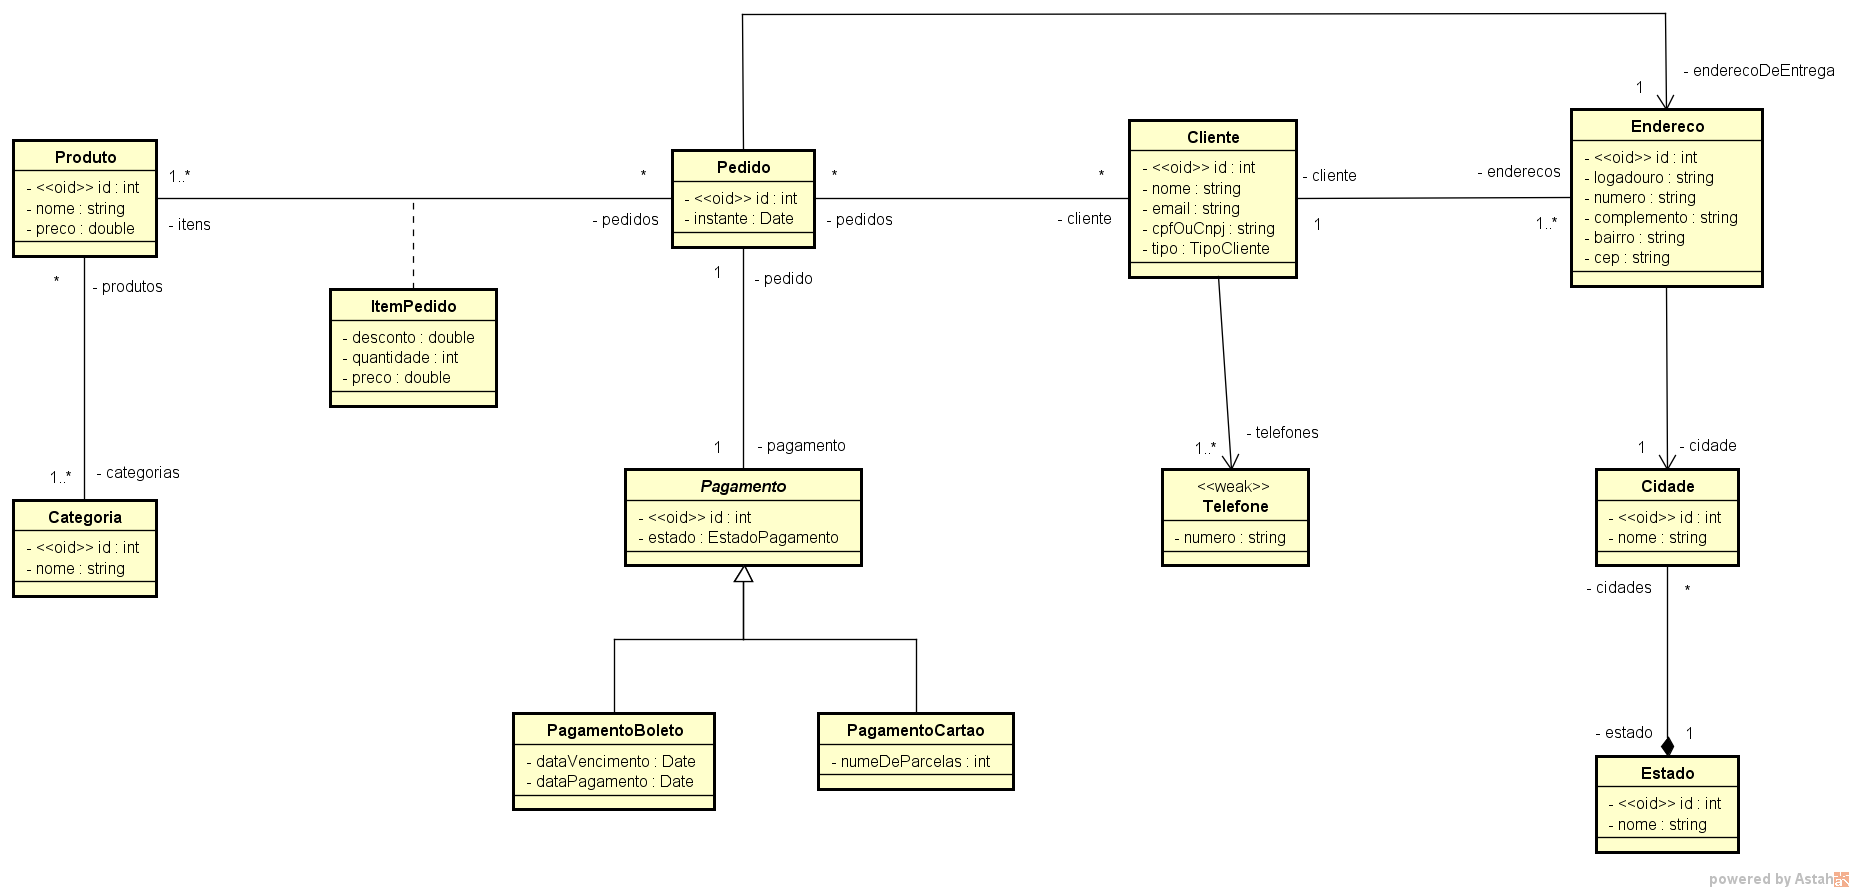 - enderecoDeEntrega
1
Produto
- <<oid>> id : int
- nome : string
- preco : double
1..*
- itens
*
- pedidos
Pedido
- <<oid>> id : int
- instante : Date
*
- pedidos
*
- cliente
Cliente
- <<oid>> id : int
- nome : string
- email : string
- cpfOuCnpj : string
- tipo : TipoCliente
- cliente
1
- enderecos
1..*
Endereco
- <<oid>> id : int
- logadouro : string
- numero : string
- complemento : string
- bairro : string
- cep : string
*
- produtos
1..*
- categorias
Categoria
- <<oid>> id : int
- nome : string
ItemPedido
- desconto : double
- quantidade : int
- preco : double
1
- pedido
1
- pagamento
Pagamento
- <<oid>> id : int
- estado : EstadoPagamento
PagamentoBoleto
- dataVencimento : Date
- dataPagamento : Date
PagamentoCartao
- numeDeParcelas : int
1..*
- telefones
<<weak>>
Telefone
- numero : string
1
- cidade
Cidade
- <<oid>> id : int
- nome : string
- cidades
*
- estado
1
Estado
- <<oid>> id : int
- nome : string
powered by Astah